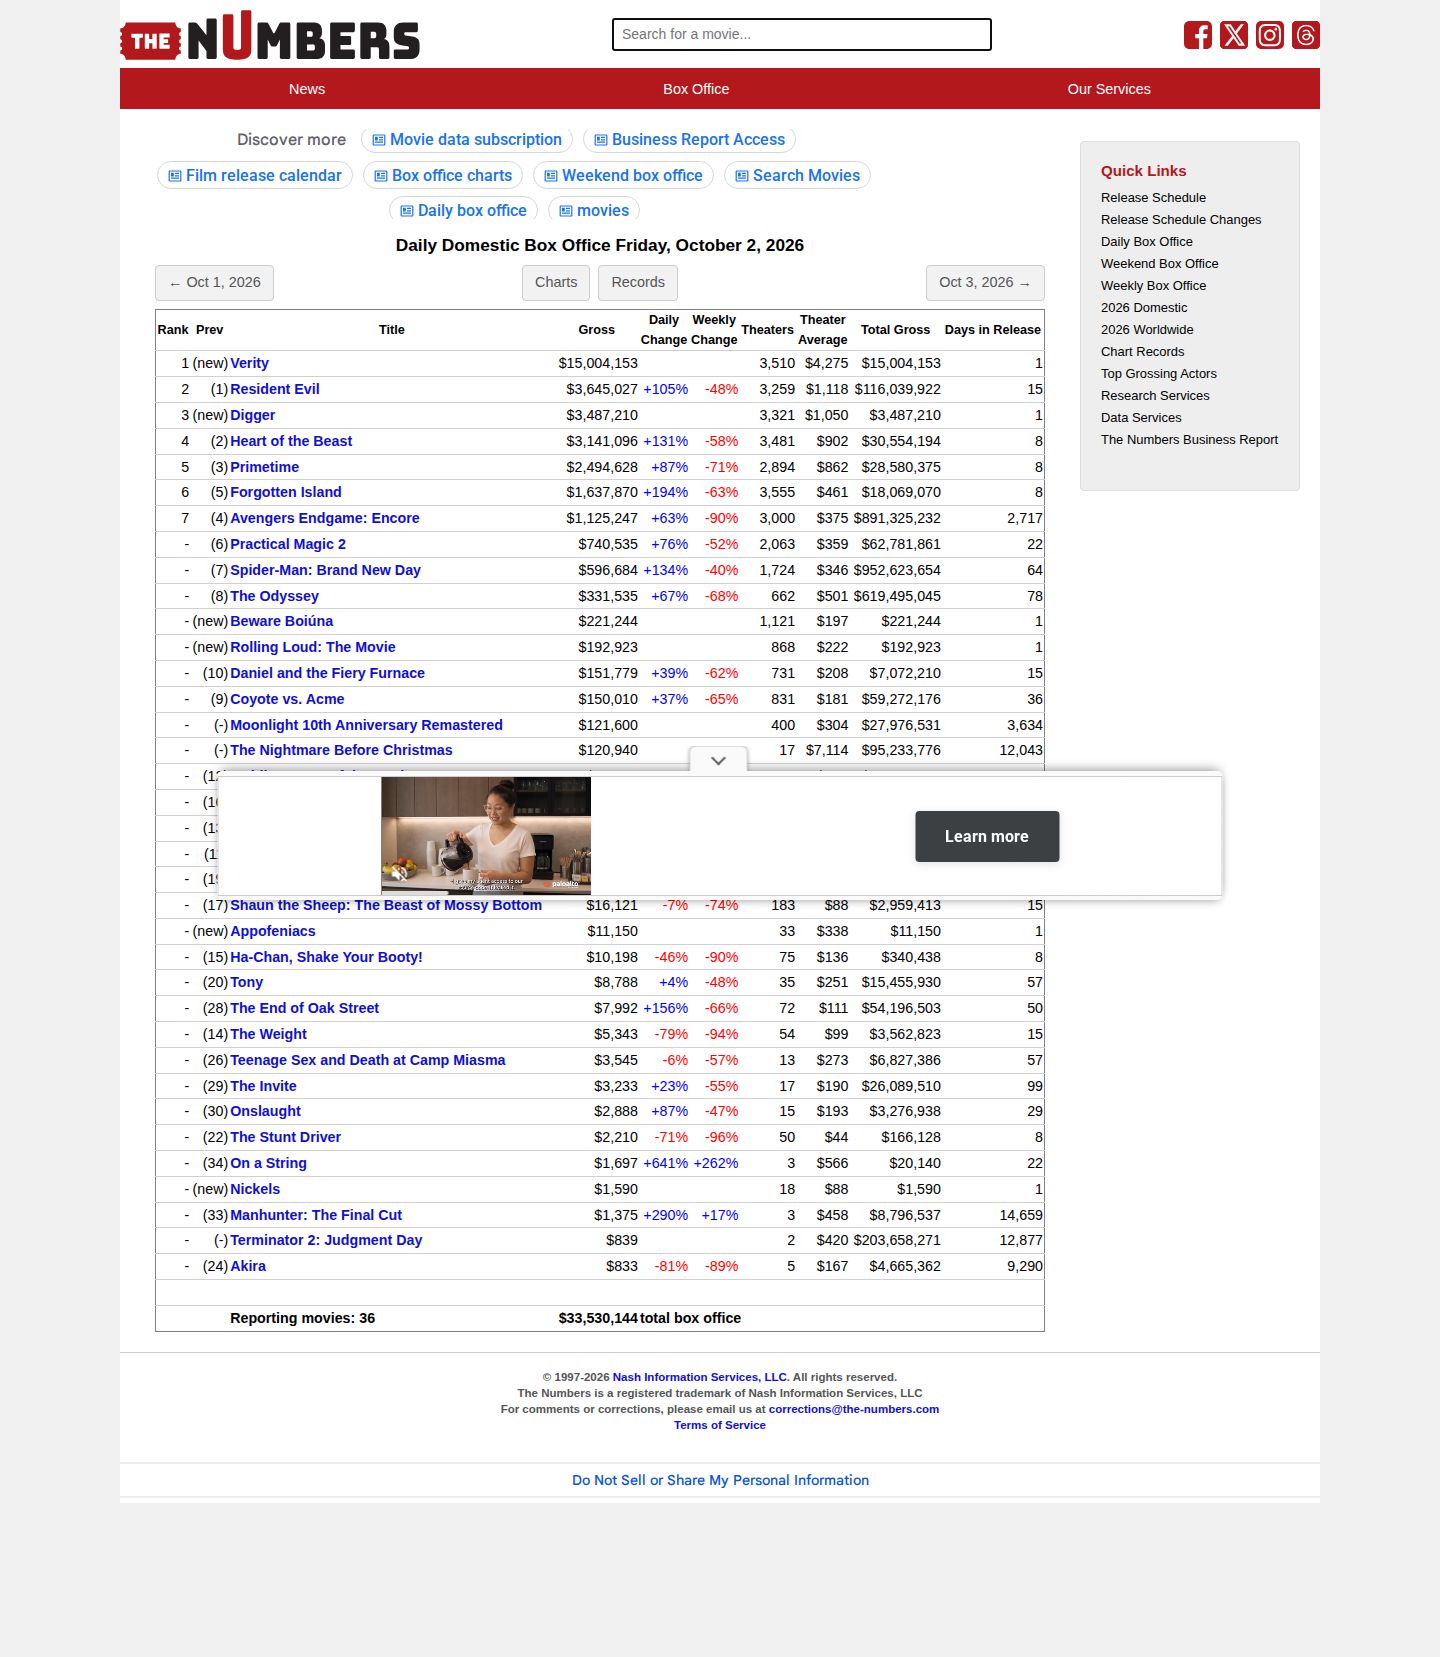 THE NUMBERS
Search for a movie...
News Box Office Our Services
Discover more Movie data subscription Business Report Access
Film release calendar Box office charts Weekend box office Search Movies
Daily box office movies
Daily Domestic Box Office Friday, October 2, 2026
← Oct 1, 2026 Charts Records Oct 3, 2026 →
Rank Prev Title Gross Daily Change Weekly Change Theaters Theater Average Total Gross Days in Release
1 (new) Verity $15,004,153 3,510 $4,275 $15,004,153 1
2 (1) Resident Evil $3,645,027 +105% -48% 3,259 $1,118 $116,039,922 15
3 (new) Digger $3,487,210 3,321 $1,050 $3,487,210 1
4 (2) Heart of the Beast $3,141,096 +131% -58% 3,481 $902 $30,554,194 8
5 (3) Primetime $2,494,628 +87% -71% 2,894 $862 $28,580,375 8
6 (5) Forgotten Island $1,637,870 +194% -63% 3,555 $461 $18,069,070 8
7 (4) Avengers Endgame: Encore $1,125,247 +63% -90% 3,000 $375 $891,325,232 2,717
- (6) Practical Magic 2 $740,535 +76% -52% 2,063 $359 $62,781,861 22
- (7) Spider-Man: Brand New Day $596,684 +134% -40% 1,724 $346 $952,623,654 64
- (8) The Odyssey $331,535 +67% -68% 662 $501 $619,495,045 78
- (new) Beware Boiúna $221,244 1,121 $197 $221,244 1
- (new) Rolling Loud: The Movie $192,923 868 $222 $192,923 1
- (10) Daniel and the Fiery Furnace $151,779 +39% -62% 731 $208 $7,072,210 15
- (9) Coyote vs. Acme $150,010 +37% -65% 831 $181 $59,272,176 36
- (-) Moonlight 10th Anniversary Remastered $121,600 400 $304 $27,976,531 3,634
- (-) The Nightmare Before Christmas $120,940 17 $7,114 $95,233,776 12,043
-
-
-
-
-
Learn more
- (17) Shaun the Sheep: The Beast of Mossy Bottom $16,121 -7% -74% 183 $88 $2,959,413 15
- (new) Appofeniacs $11,150 33 $338 $11,150 1
- (15) Ha-Chan, Shake Your Booty! $10,198 -46% -90% 75 $136 $340,438 8
- (20) Tony $8,788 +4% -48% 35 $251 $15,455,930 57
- (28) The End of Oak Street $7,992 +156% -66% 72 $111 $54,196,503 50
- (14) The Weight $5,343 -79% -94% 54 $99 $3,562,823 15
- (26) Teenage Sex and Death at Camp Miasma $3,545 -6% -57% 13 $273 $6,827,386 57
- (29) The Invite $3,233 +23% -55% 17 $190 $26,089,510 99
- (30) Onslaught $2,888 +87% -47% 15 $193 $3,276,938 29
- (22) The Stunt Driver $2,210 -71% -96% 50 $44 $166,128 8
- (34) On a String $1,697 +641% +262% 3 $566 $20,140 22
- (new) Nickels $1,590 18 $88 $1,590 1
- (33) Manhunter: The Final Cut $1,375 +290% +17% 3 $458 $8,796,537 14,659
- (-) Terminator 2: Judgment Day $839 2 $420 $203,658,271 12,877
- (24) Akira $833 -81% -89% 5 $167 $4,665,362 9,290
Reporting movies: 36 $33,530,144 total box office
Quick Links
Release Schedule
Release Schedule Changes
Daily Box Office
Weekend Box Office
Weekly Box Office
2026 Domestic
2026 Worldwide
Chart Records
Top Grossing Actors
Research Services
Data Services
The Numbers Business Report
© 1997-2026 Nash Information Services, LLC. All rights reserved.
The Numbers is a registered trademark of Nash Information Services, LLC
For comments or corrections, please email us at corrections@the-numbers.com
Terms of Service
Do Not Sell or Share My Personal Information